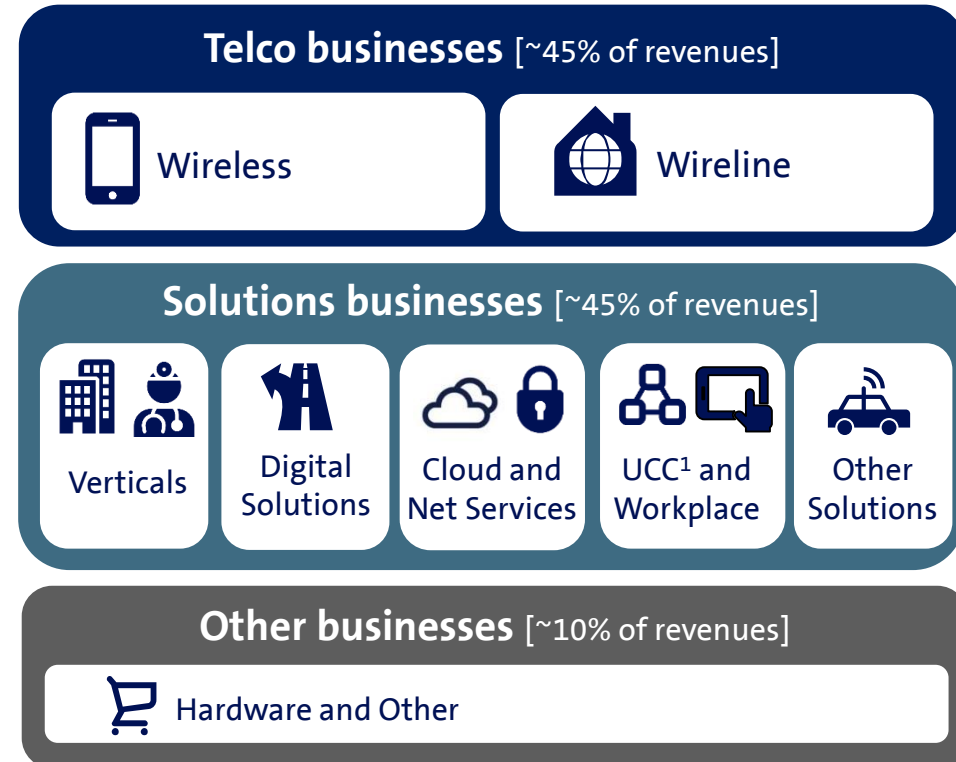 Telco businesses [~45% of revenues]
Wireless
Wireline
Solutions businesses [~45% of revenues]
Verticals
Digital
Solutions
Cloud and
Net Services
UCC¹ and
Workplace
Other
Solutions
Other businesses [~10% of revenues]
Hardware and Other